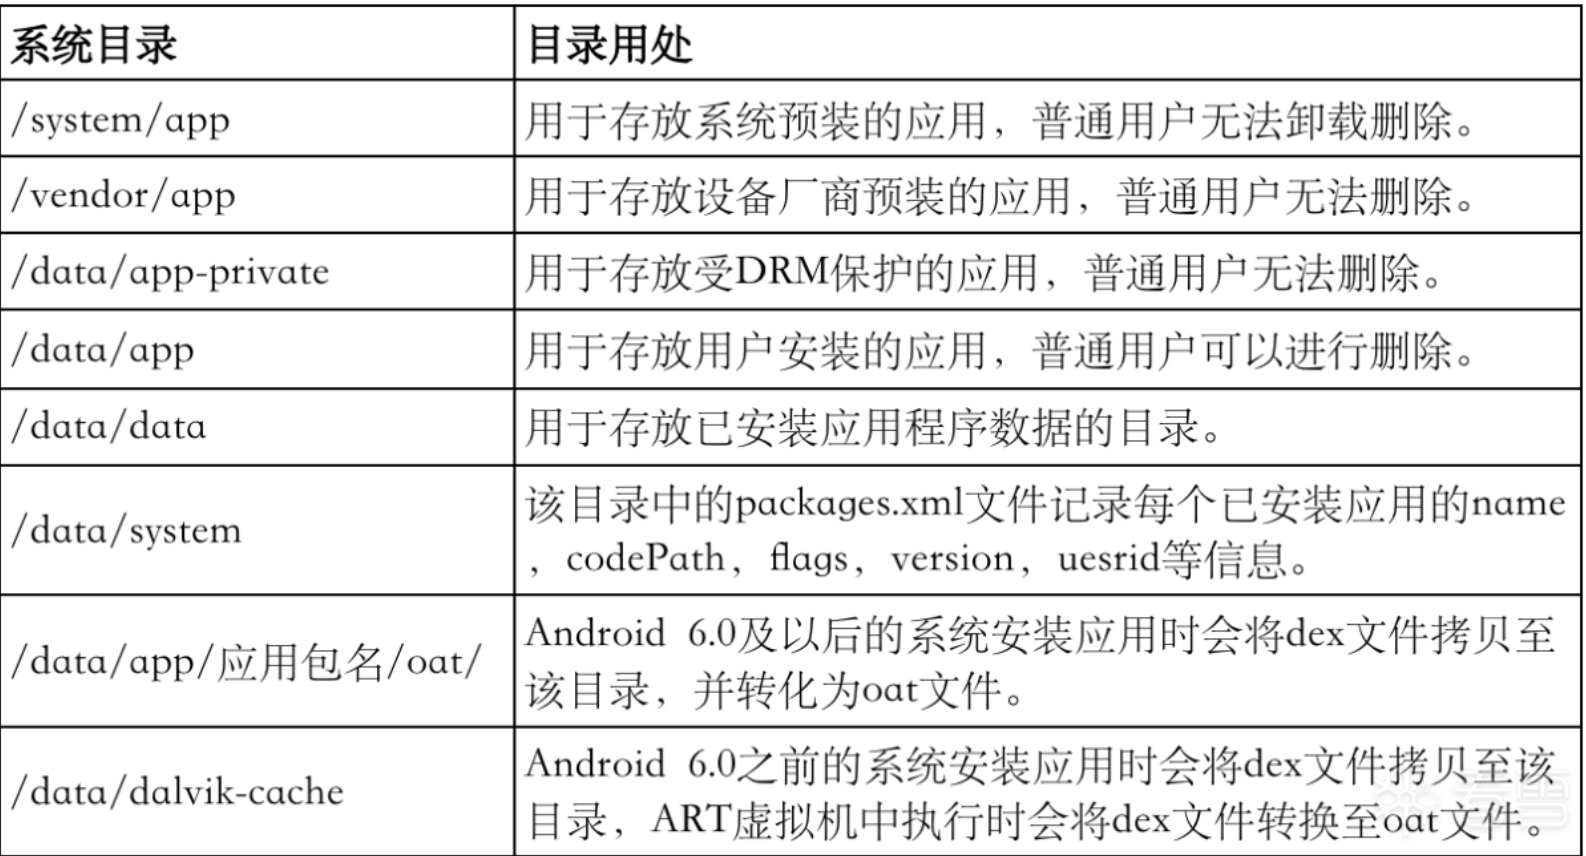 系统目录
目录用处
/system/app
用于存放系统预装的应用，普通用户无法卸载删除。
/vendor/app
用于存放设备厂商预装的应用，普通用户无法删除。
/data/app-private
用于存放受DRM保护的应用，普通用户无法删除。
/data/app
用于存放用户安装的应用，普通用户可以进行删除。
/data/data
用于存放已安装应用程序数据的目录。
/data/system
该目录中的packages.xml文件记录每个已安装应用的name
，codePath，flags，version，uesrid等信息。
/data/app/应用包名/oat/
Android 6.0及以后的系统安装应用时会将dex文件拷贝至
该目录，并转化为oat文件。
/data/dalvik-cache
Android 6.0之前的系统安装应用时会将dex文件拷贝至该
目录，ART虚拟机中执行时会将dex文件转换至oat文件。
看雪